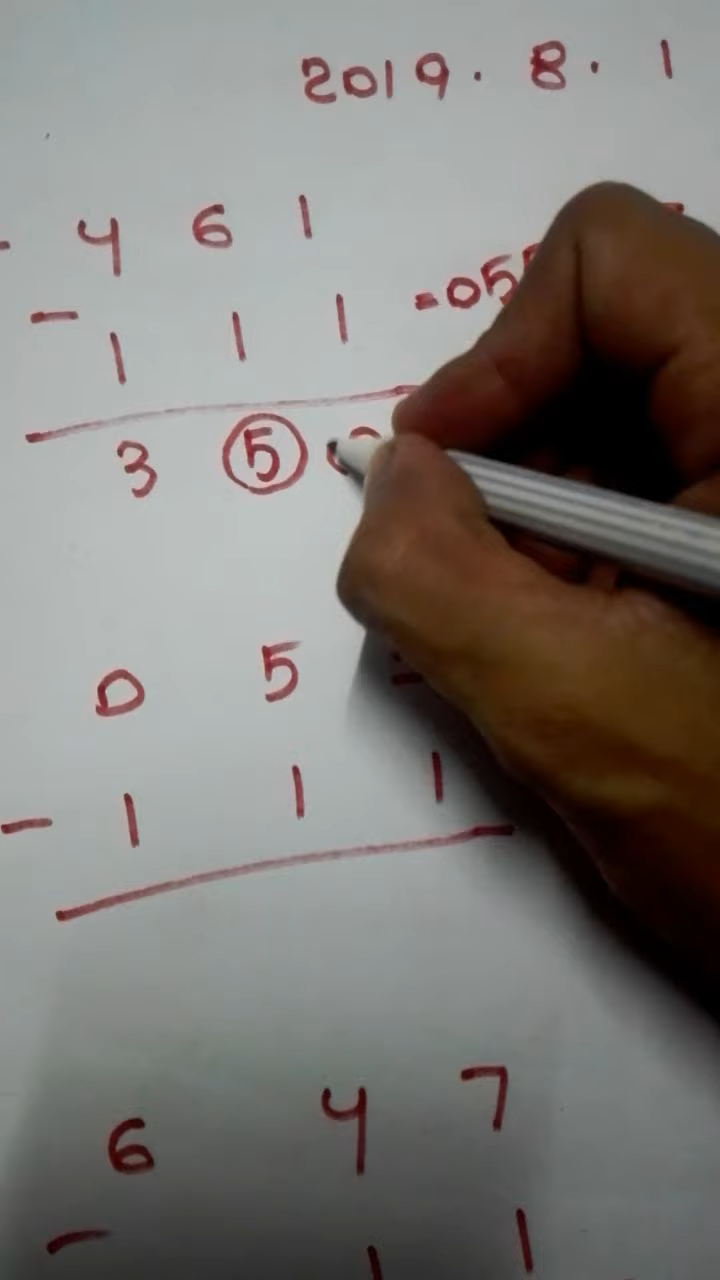 2019. 8. 1
- 4 6 1
- 1 1 1 =05
3 5
0 5
- 1 1 1
6 4 7
- 1 1